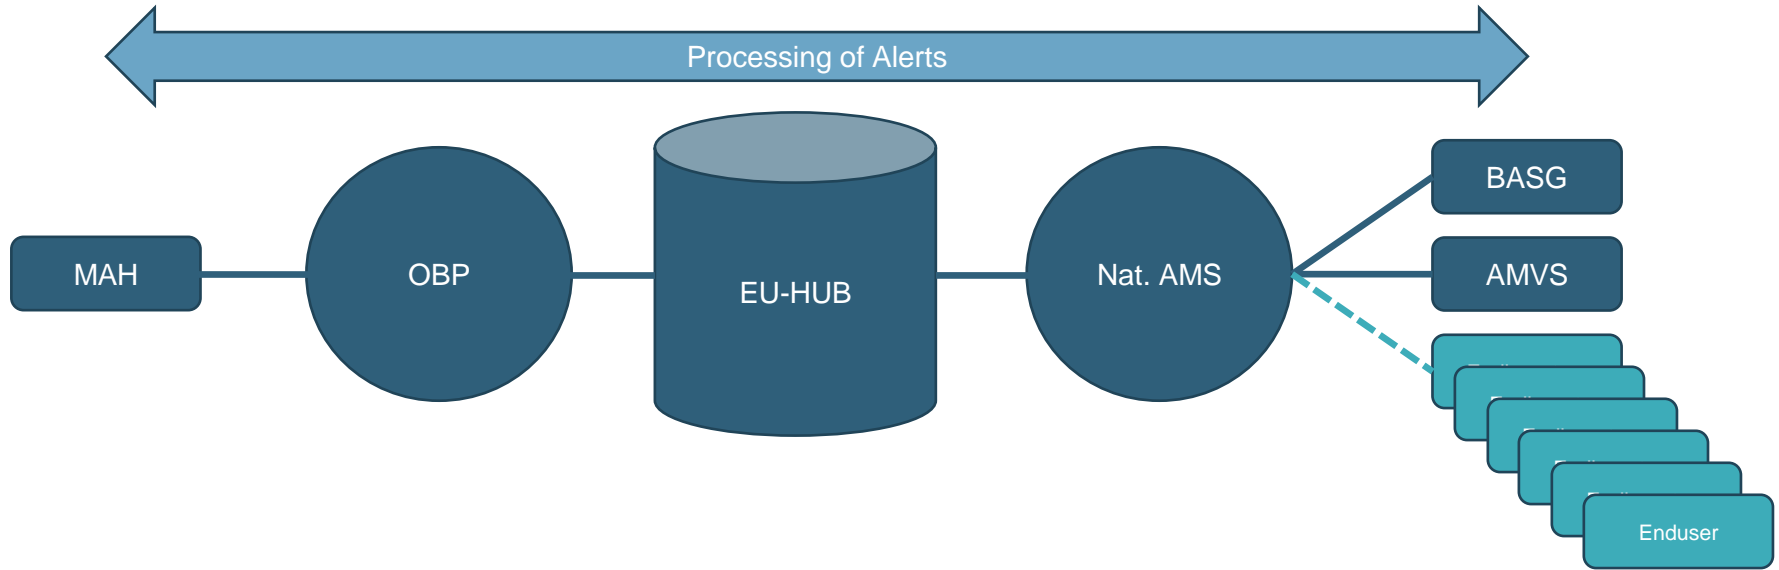 Processing of Alerts
MAH
OBP
EU-HUB
Nat. AMS
BASG
AMVS
Enduser